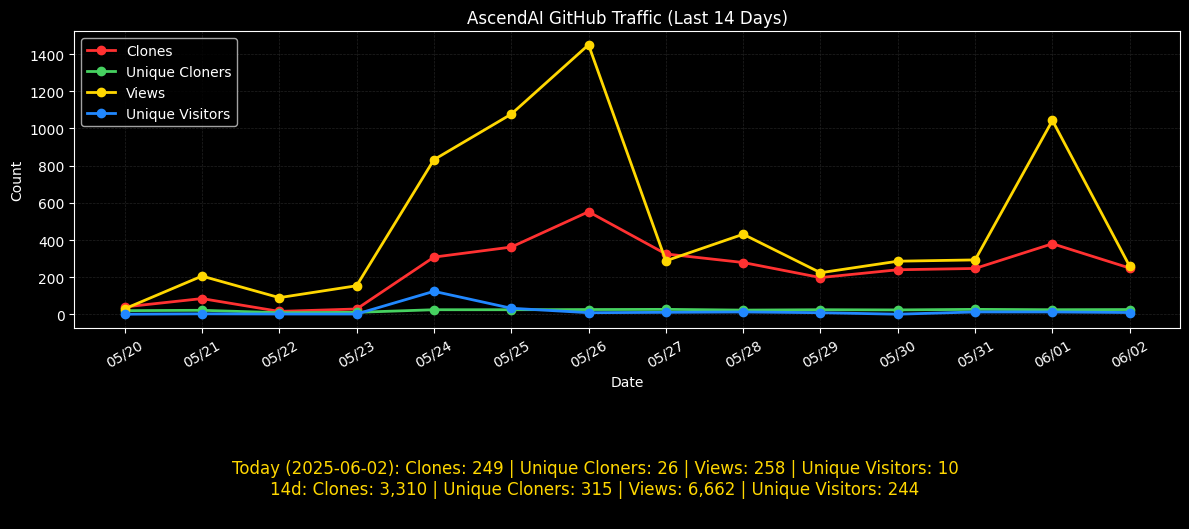 AscendAI GitHub Traffic (Last 14 Days)
Clones
Unique Cloners
Views
Unique Visitors
Count
1400
1200
1000
800
600
400
200
0
05/20 05/21 05/22 05/23 05/24 05/25 05/26 05/27 05/28 05/29 05/30 05/31 06/01 06/02
Date
Today (2025-06-02): Clones: 249 | Unique Cloners: 26 | Views: 258 | Unique Visitors: 10
14d: Clones: 3,310 | Unique Cloners: 315 | Views: 6,662 | Unique Visitors: 244